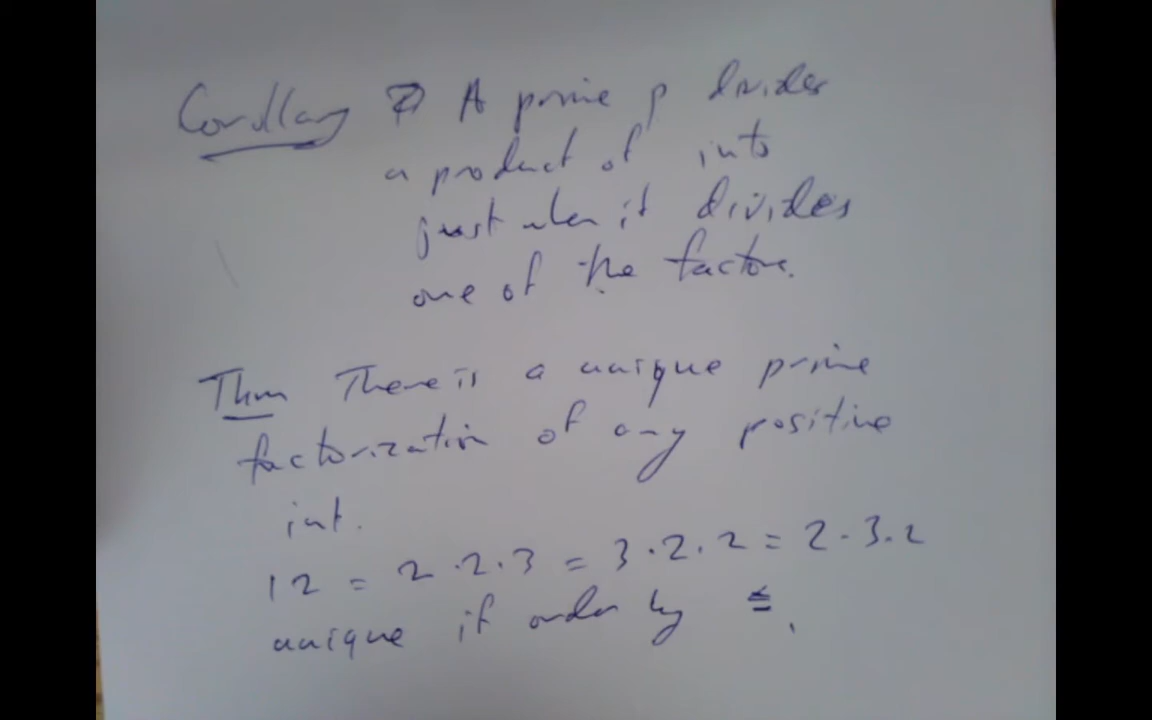 Corollary A prime p divides
a product of ints
just when it divides
one of the factors.
Thm There is a unique prime
factorization of any positive
int.
12 = 2·2·3 = 3·2·2 = 2·3·2
unique if order by ≤.